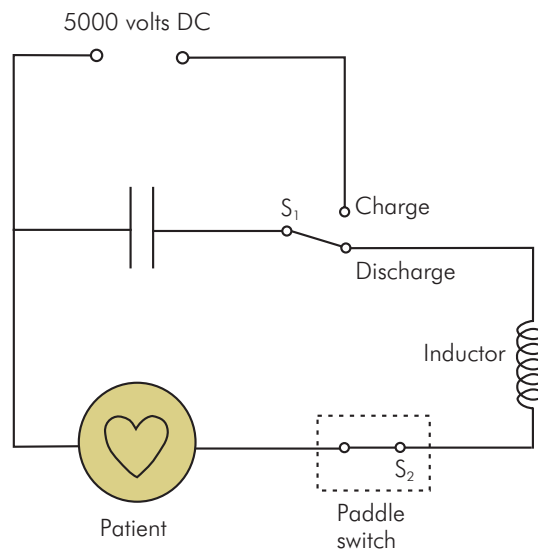 5000 volts DC
S₁
Charge
Discharge
Inductor
S₂
Patient
Paddle
switch